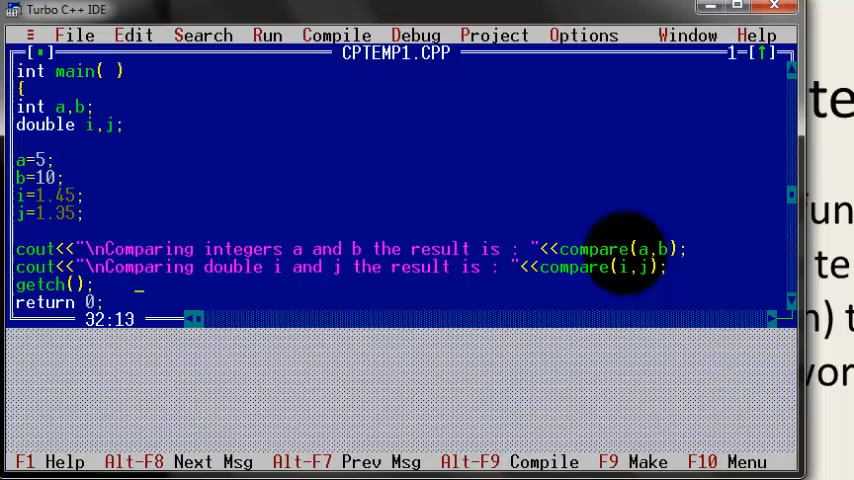 Turbo C++ IDE
≡ File Edit Search Run Compile Debug Project Options Window Help
CPTEMP1.CPP 1=[↑]
int main( )
{
int a,b;
double i,j;
a=5;
b=10;
i=1.45;
j=1.35;
cout<<"\nComparing integers a and b the result is : "<<compare(a,b);
cout<<"\nComparing double i and j the result is : "<<compare(i,j);
getch();
return 0;
32:13
F1 Help Alt-F8 Next Msg Alt-F7 Prev Msg Alt-F9 Compile F9 Make F10 Menu
te
fun
te
n) t